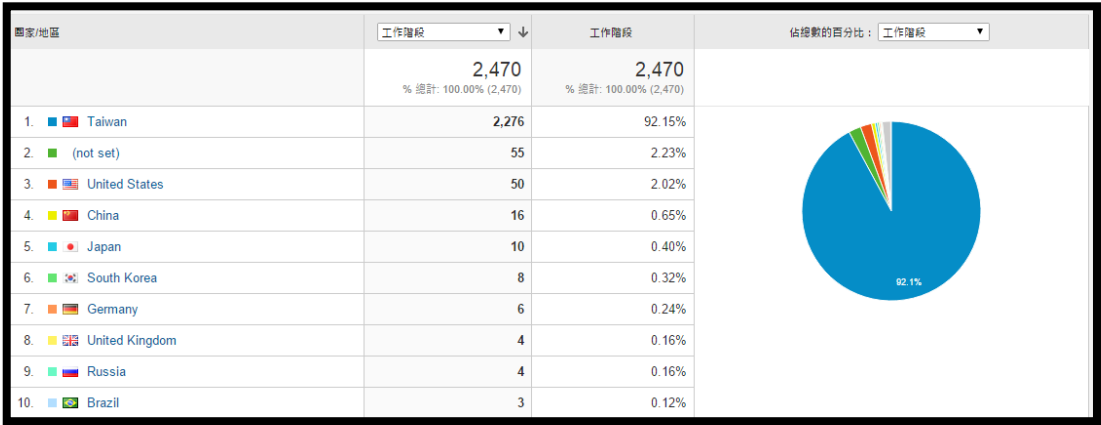 國家/地區 工作階段 工作階段 佔總數的百分比： 工作階段
2,470 2,470
% 總計: 100.00% (2,470) % 總計: 100.00% (2,470)
1. Taiwan 2,276 92.15%
2. (not set) 55 2.23%
3. United States 50 2.02%
4. China 16 0.65%
5. Japan 10 0.40%
6. South Korea 8 0.32%
7. Germany 6 0.24%
8. United Kingdom 4 0.16%
9. Russia 4 0.16%
10. Brazil 3 0.12%
92.1%